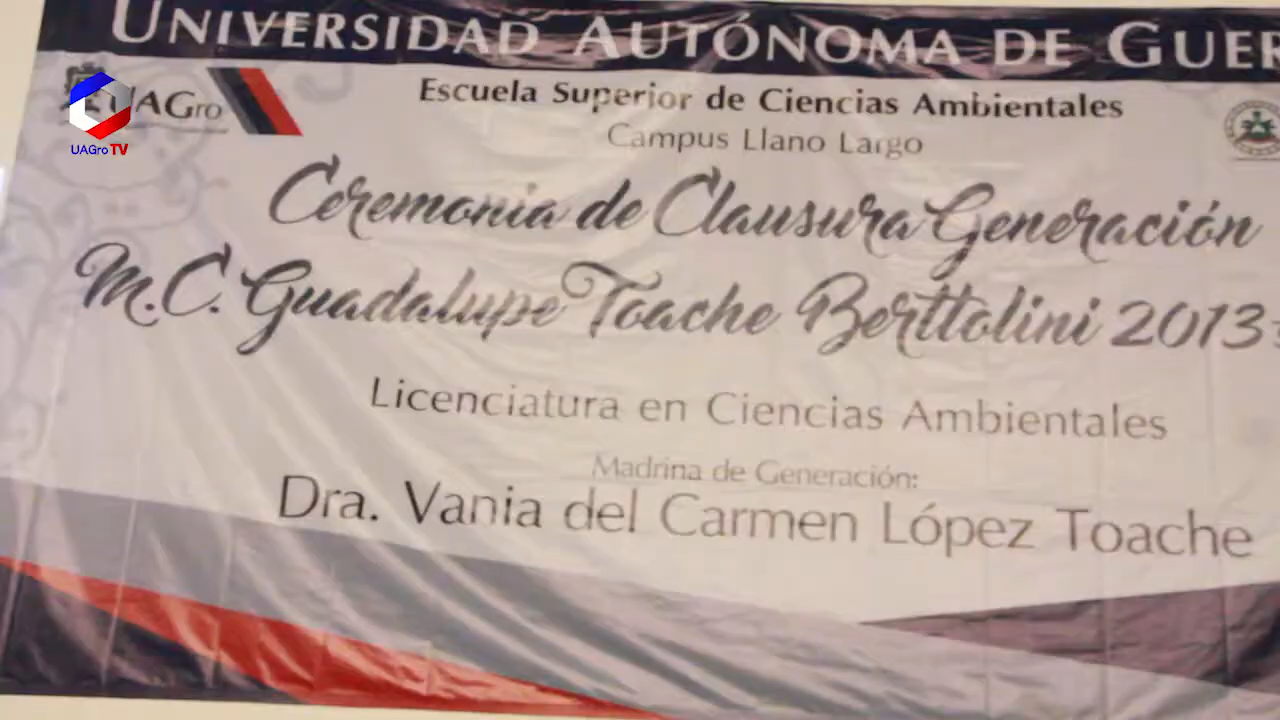 UNIVERSIDAD AUTÓNOMA DE GUER
UAGro
Escuela Superior de Ciencias Ambientales
Campus Llano Largo
UAGro TV
Ceremonia de Clausura Generación
M.C. Guadalupe Toache Berttolini 2013
Licenciatura en Ciencias Ambientales
Madrina de Generación:
Dra. Vania del Carmen López Toache